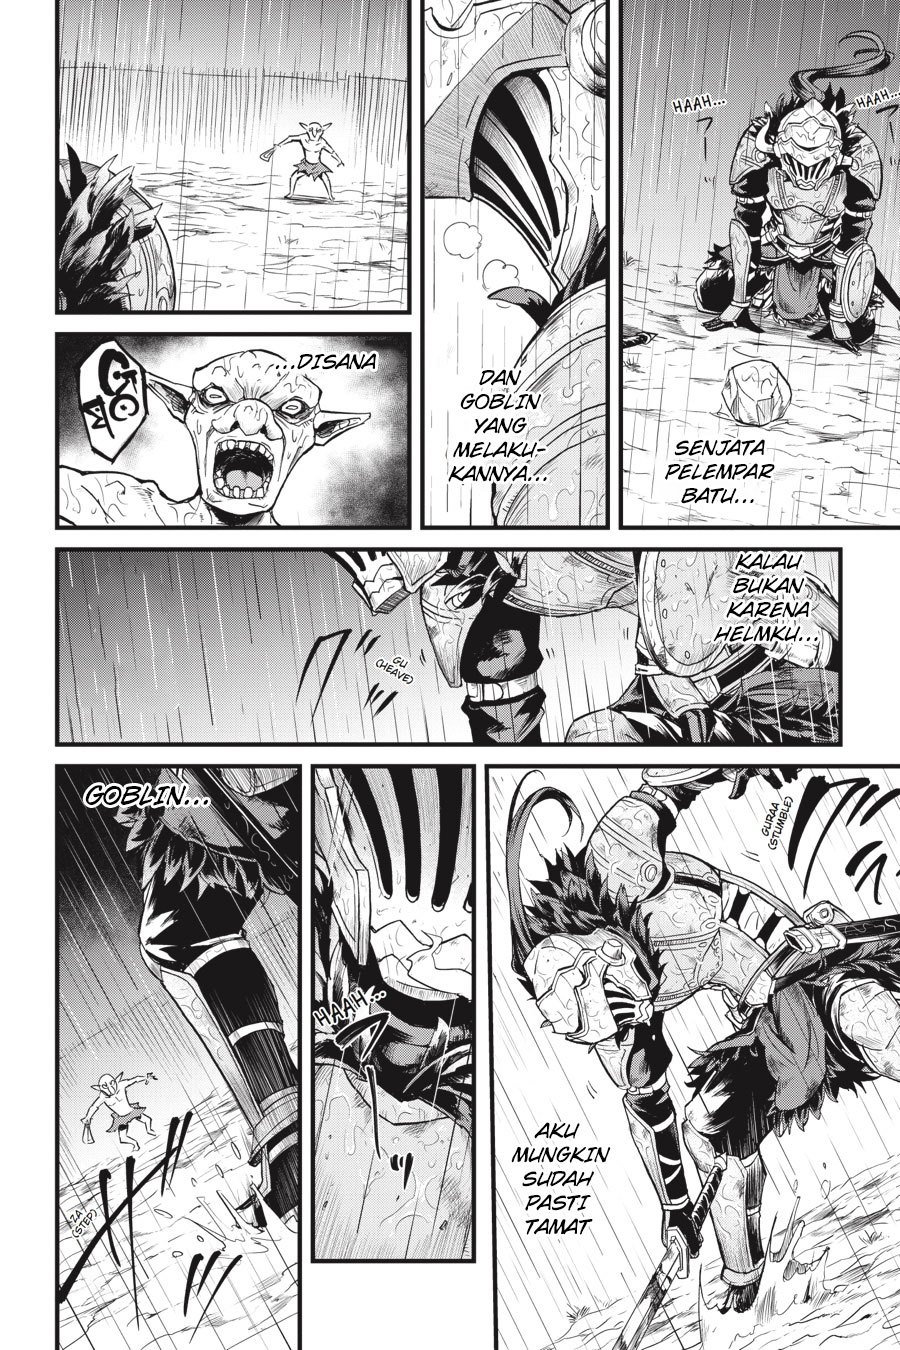 HAAH...
HAAH...
SENJATA
PELEMPAR
BATU...
DAN
GOBLIN
YANG
MELAKU-
KANNYA...
...DISANA
KALAU
BUKAN
KARENA
HELMKU...
GU
(HEAVE)
GURAA
(STUMBLE)
AKU
MUNGKIN
SUDAH
PASTI
TAMAT
HAAH...
GOBLIN...
ZA
(STEP)